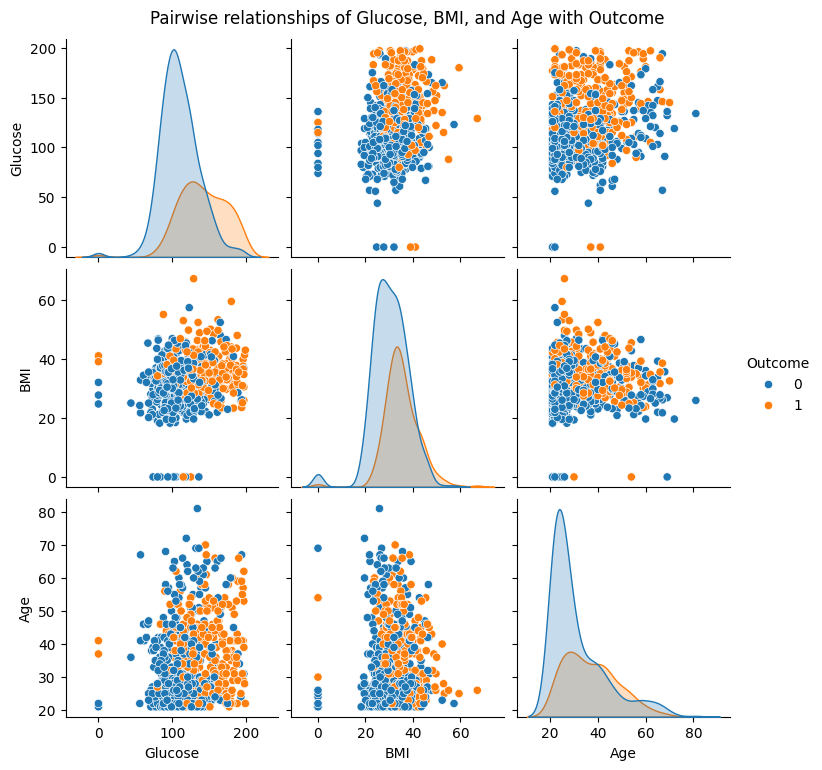 Pairwise relationships of Glucose, BMI, and Age with Outcome
200
150
100
50
0
Glucose
60
40
20
0
BMI
Outcome
0
1
80
70
60
50
40
30
20
Age
0 100 200
0 20 40 60
20 40 60 80
Glucose
BMI
Age